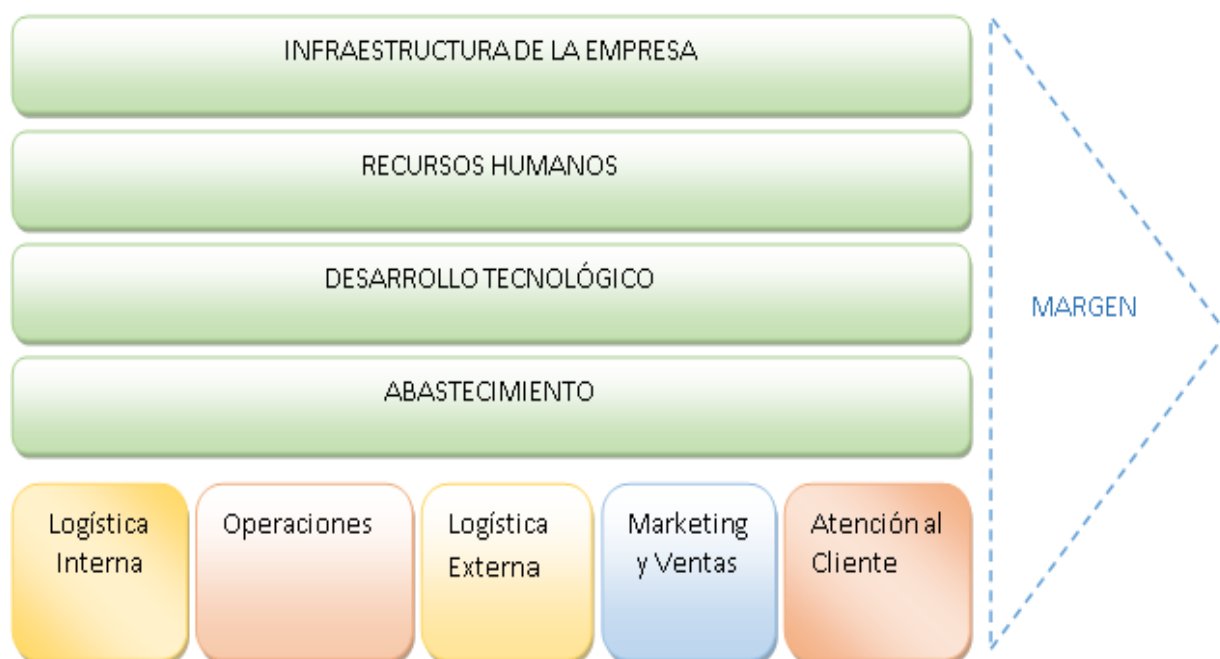 INFRAESTRUCTURA DE LA EMPRESA
RECURSOS HUMANOS
DESARROLLO TECNOLÓGICO
ABASTECIMIENTO
MARGEN
Logística
Interna
Operaciones
Logística
Externa
Marketing
y Ventas
Atención al
Cliente